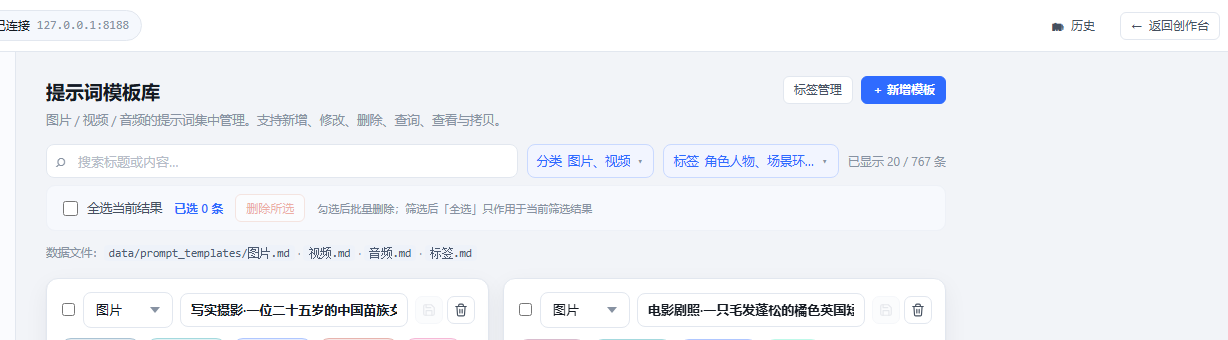 已连接 127.0.0.1:8188
历史
← 返回创作台
提示词模板库
标签管理
+ 新增模板
图片 / 视频 / 音频的提示词集中管理。支持新增、修改、删除、查询、查看与拷贝。
搜索标题或内容...
分类 图片、视频
标签 角色人物、场景环...
已显示 20 / 767 条
全选当前结果
已选 0 条
删除所选
勾选后批量删除；筛选后「全选」只作用于当前筛选结果
数据文件: data/prompt_templates/图片.md · 视频.md · 音频.md · 标签.md
图片
写实摄影·一位二十五岁的中国苗族女
图片
电影剧照·一只毛发蓬松的橘色英国短